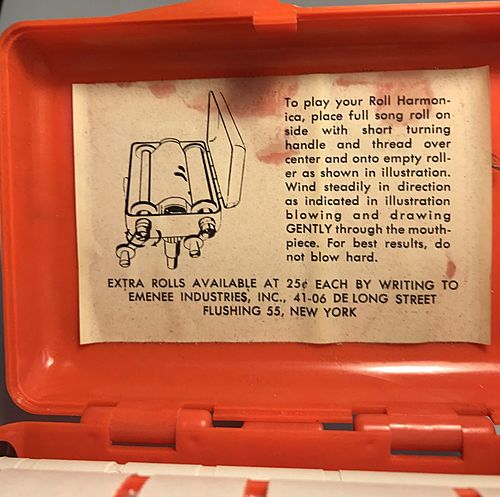 To play your Roll Harmon-
ica, place full song roll on
side with short turning
handle and thread over
center and onto empty roll-
er as shown in illustration.
Wind steadily in direction
as indicated in illustration
blowing and drawing
GENTLY through the mouth-
piece. For best results, do
not blow hard.
EXTRA ROLLS AVAILABLE AT 25¢ EACH BY WRITING TO
EMENEE INDUSTRIES, INC., 41-06 DE LONG STREET
FLUSHING 55, NEW YORK